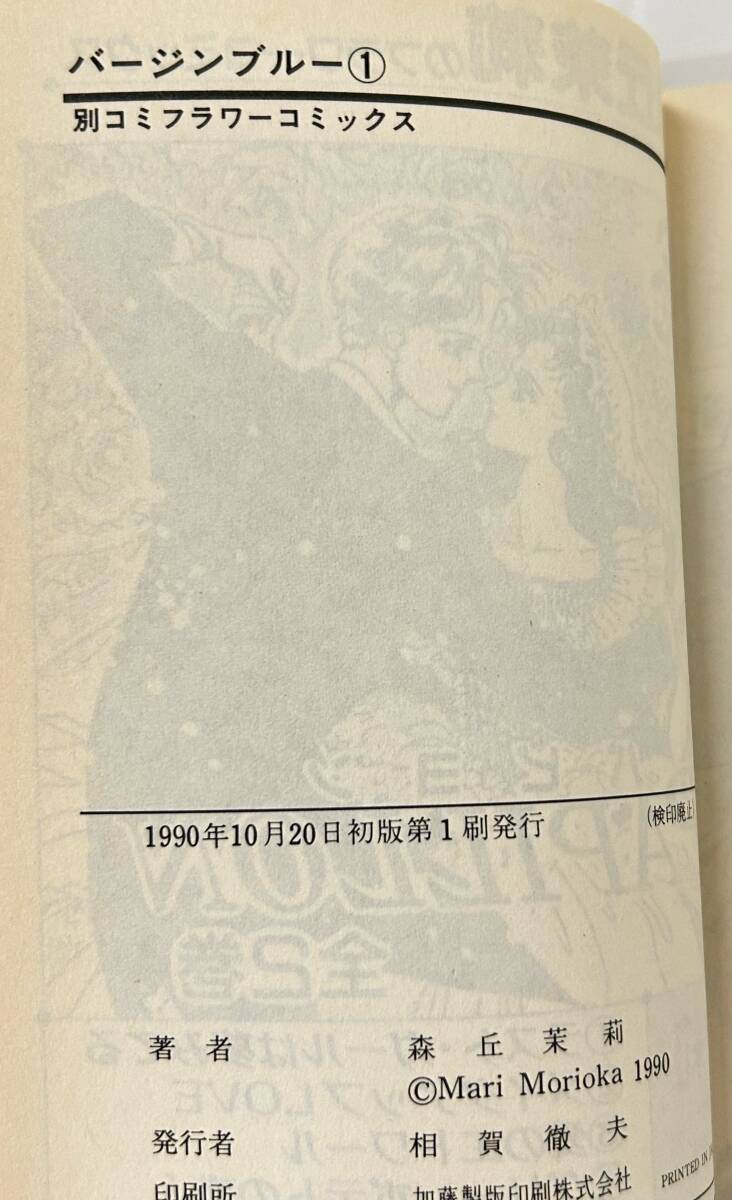 バージンブルー①
別コミフラワーコミックス
1990年10月20日初版第1刷発行
(検印廃止)
著者 森丘茉莉
©Mari Morioka 1990
発行者 相賀徹夫
印刷所 加藤製版印刷株式会社
PRINTED IN